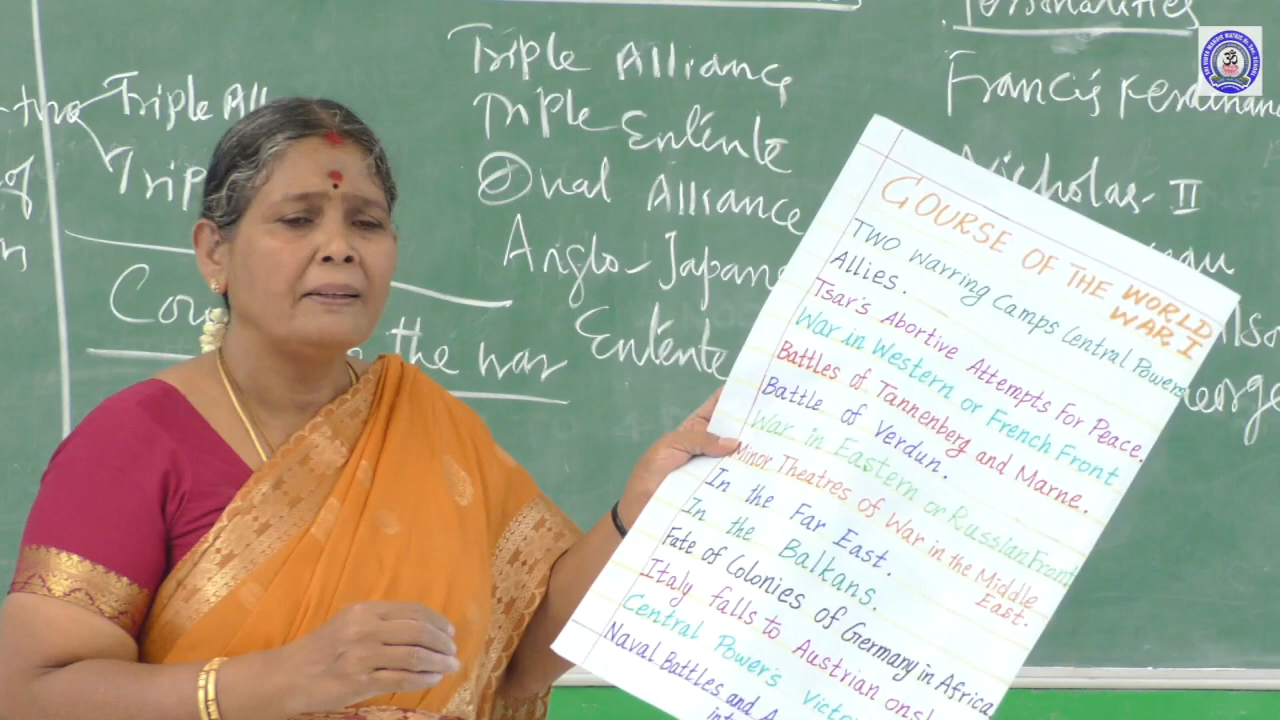 Triple All
Trip
of
the war
Triple Alliance
Triple Entente
Dual Alliance
Anglo-Japan
Entente
Personalities
Francis Ferdinand
Nicholas-II
COURSE OF THE WORLD
WAR I
Two warring Camps Central Powers
Allies.
Tsar's Abortive Attempts For Peace.
War in Western or French Front
Battles of Tannenberg and Marne.
Battle of Verdun.
War in Eastern or Russian Front
Minor Theatres of War in the Middle
East.
In the Far East.
In the Balkans.
Fate of Colonies of Germany in Africa
Italy falls to Austrian onsl
Central Power's Victo
Naval Battles and A